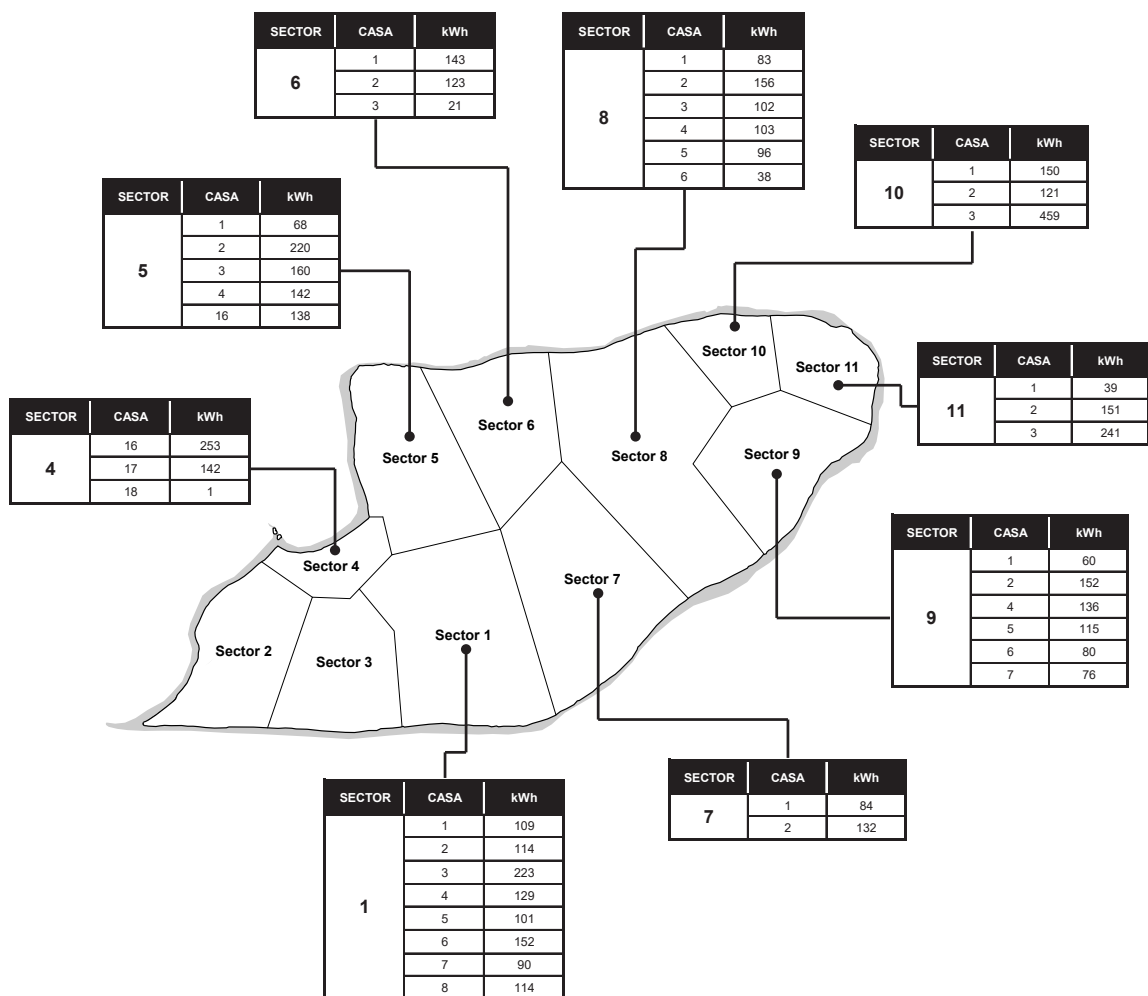 SECTOR CASA kWh
6
1 143
2 123
3 21
SECTOR CASA kWh
8
1 83
2 156
3 102
4 103
5 96
6 38
SECTOR CASA kWh
10
1 150
2 121
3 459
SECTOR CASA kWh
5
1 68
2 220
3 160
4 142
16 138
SECTOR CASA kWh
11
1 39
2 151
3 241
SECTOR CASA kWh
4
16 253
17 142
18 1
Sector 10
Sector 11
Sector 6
Sector 5
Sector 8
Sector 9
Sector 4
Sector 7
Sector 1
Sector 2
Sector 3
SECTOR CASA kWh
9
1 60
2 152
4 136
5 115
6 80
7 76
SECTOR CASA kWh
7
1 84
2 132
SECTOR CASA kWh
1
1 109
2 114
3 223
4 129
5 101
6 152
7 90
8 114